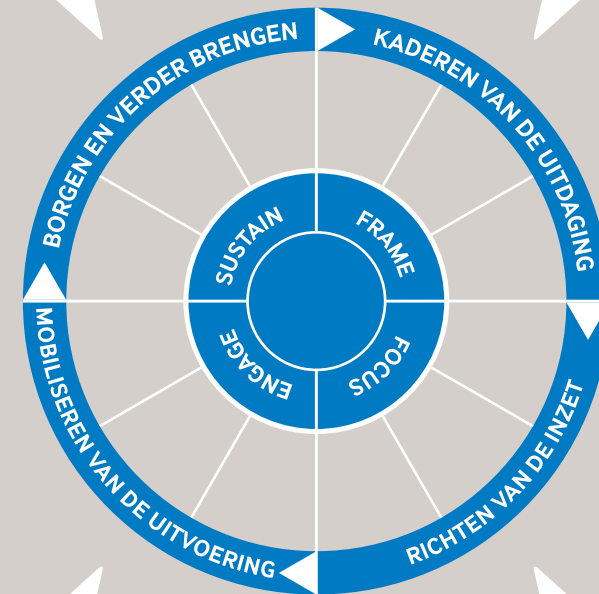 KADEREN VAN DE UITDAGING
RICHTEN VAN DE INZET
MOBILISEREN VAN DE UITVOERING
BORGEN EN VERDER BRENGEN
FRAME
FOCUS
ENGAGE
SUSTAIN